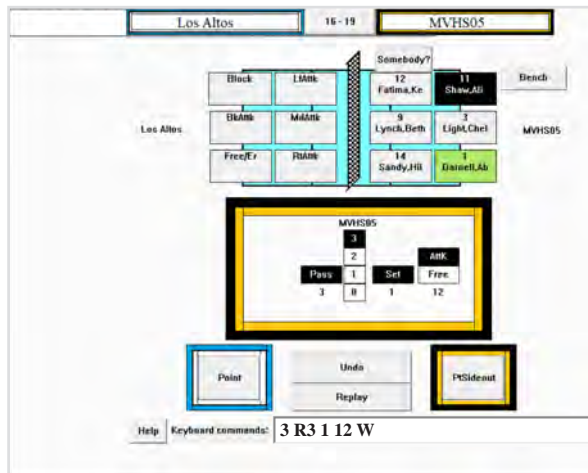 Los Altos 16 - 19 MVHS05
Somebody?
Block LfAttk 12 Fatima,Ke 11 Shaw,Ali Bench
Los Altos BkAttk MdAttk 9 Lynch,Beth 3 Light,Chel MVHS05
Free/Er RtAttk 14 Sandy,Hil 1 Darnell,Ab
MVHS05
3
2 AttK
Pass 1 Set Free
3 0 1 12
Point Undo PtSideout
Replay
Help Keyboard commands: 3 R3 1 12 W